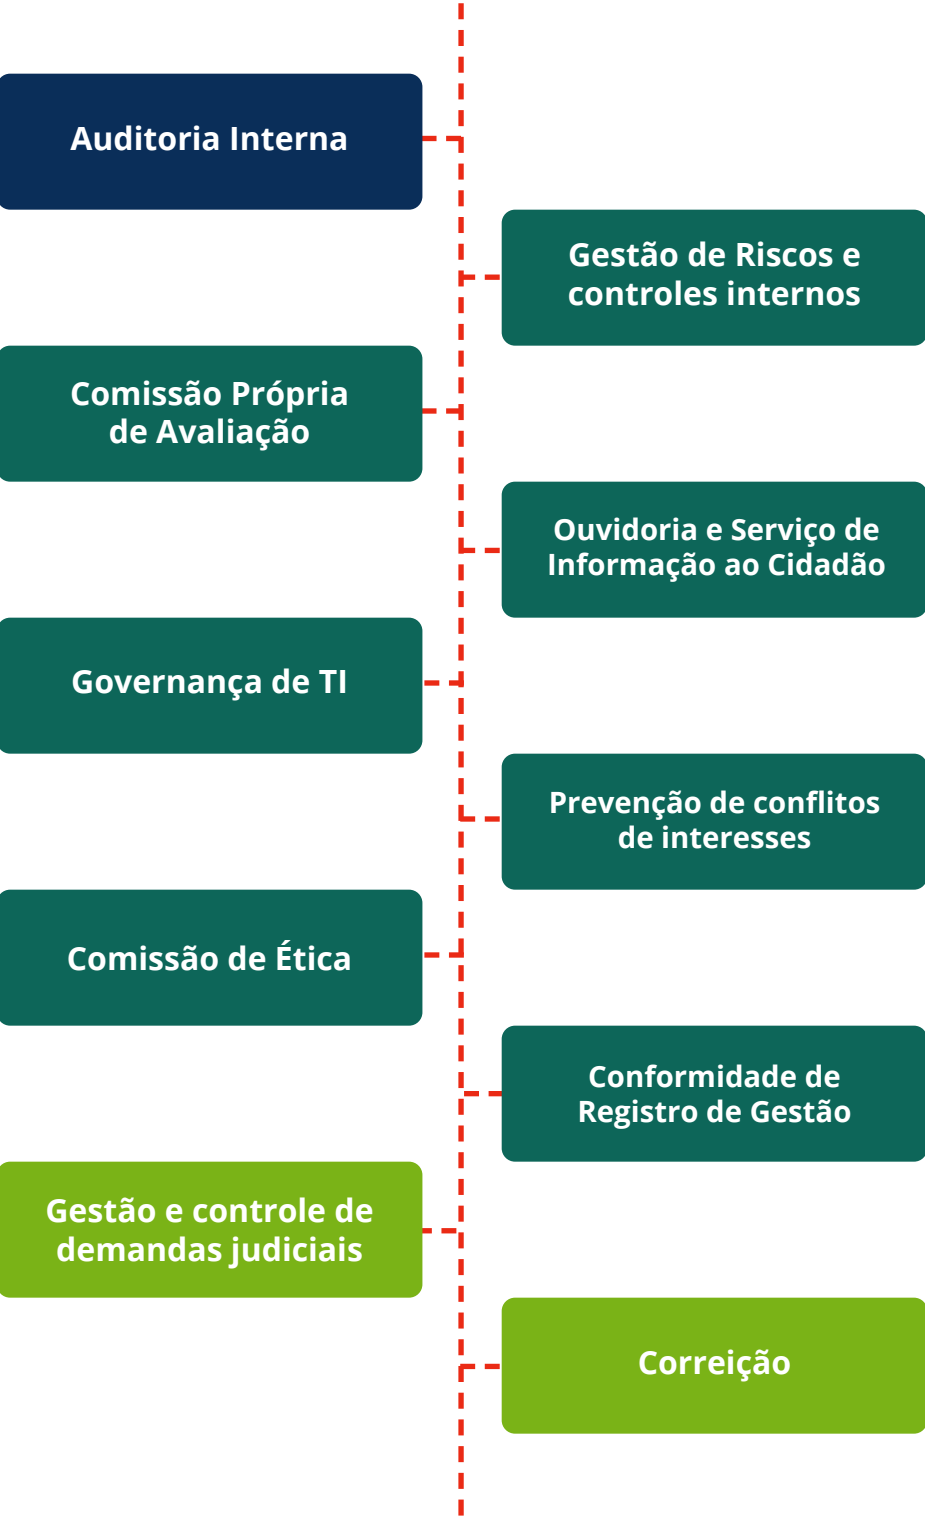 Auditoria Interna
Gestão de Riscos e
controles internos
Comissão Própria
de Avaliação
Ouvidoria e Serviço de
Informação ao Cidadão
Governança de TI
Prevenção de conflitos
de interesses
Comissão de Ética
Conformidade de
Registro de Gestão
Gestão e controle de
demandas judiciais
Correição